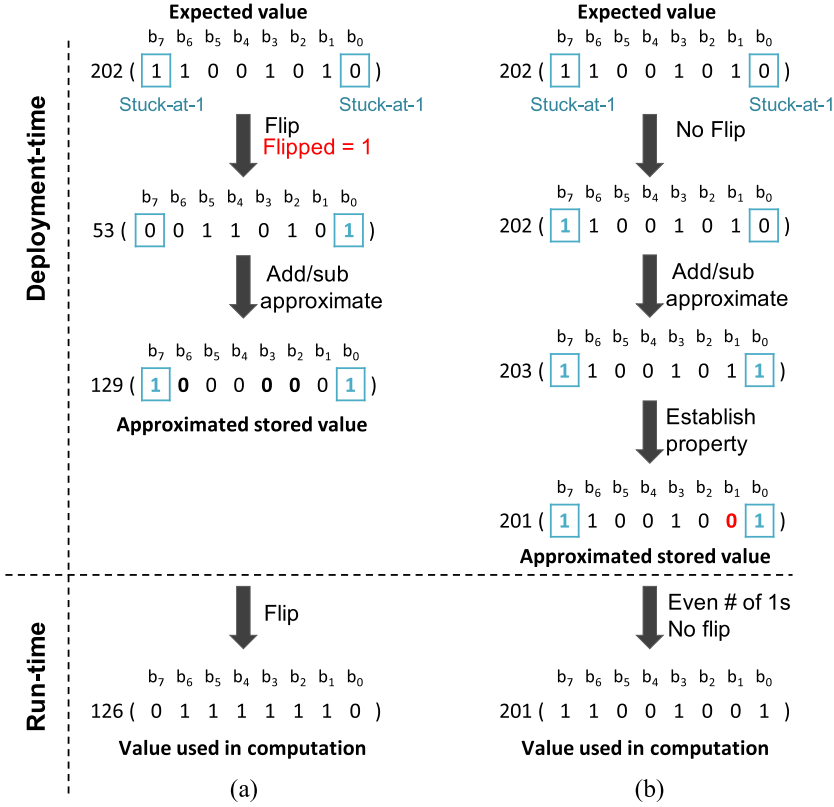 Deployment-time
Run-time
Expected value
b7 b6 b5 b4 b3 b2 b1 b0
202 ( 1 1 0 0 1 0 1 0 )
Stuck-at-1 Stuck-at-1
Flip
Flipped = 1
b7 b6 b5 b4 b3 b2 b1 b0
53 ( 0 0 1 1 0 1 0 1 )
Add/sub
approximate
b7 b6 b5 b4 b3 b2 b1 b0
129 ( 1 0 0 0 0 0 0 1 )
Approximated stored value
Flip
b7 b6 b5 b4 b3 b2 b1 b0
126 ( 0 1 1 1 1 1 1 0 )
Value used in computation
(a)
Expected value
b7 b6 b5 b4 b3 b2 b1 b0
202 ( 1 1 0 0 1 0 1 0 )
Stuck-at-1 Stuck-at-1
No Flip
b7 b6 b5 b4 b3 b2 b1 b0
202 ( 1 1 0 0 1 0 1 0 )
Add/sub
approximate
b7 b6 b5 b4 b3 b2 b1 b0
203 ( 1 1 0 0 1 0 1 1 )
Establish
property
b7 b6 b5 b4 b3 b2 b1 b0
201 ( 1 1 0 0 1 0 0 1 )
Approximated stored value
Even # of 1s
No flip
b7 b6 b5 b4 b3 b2 b1 b0
201 ( 1 1 0 0 1 0 0 1 )
Value used in computation
(b)